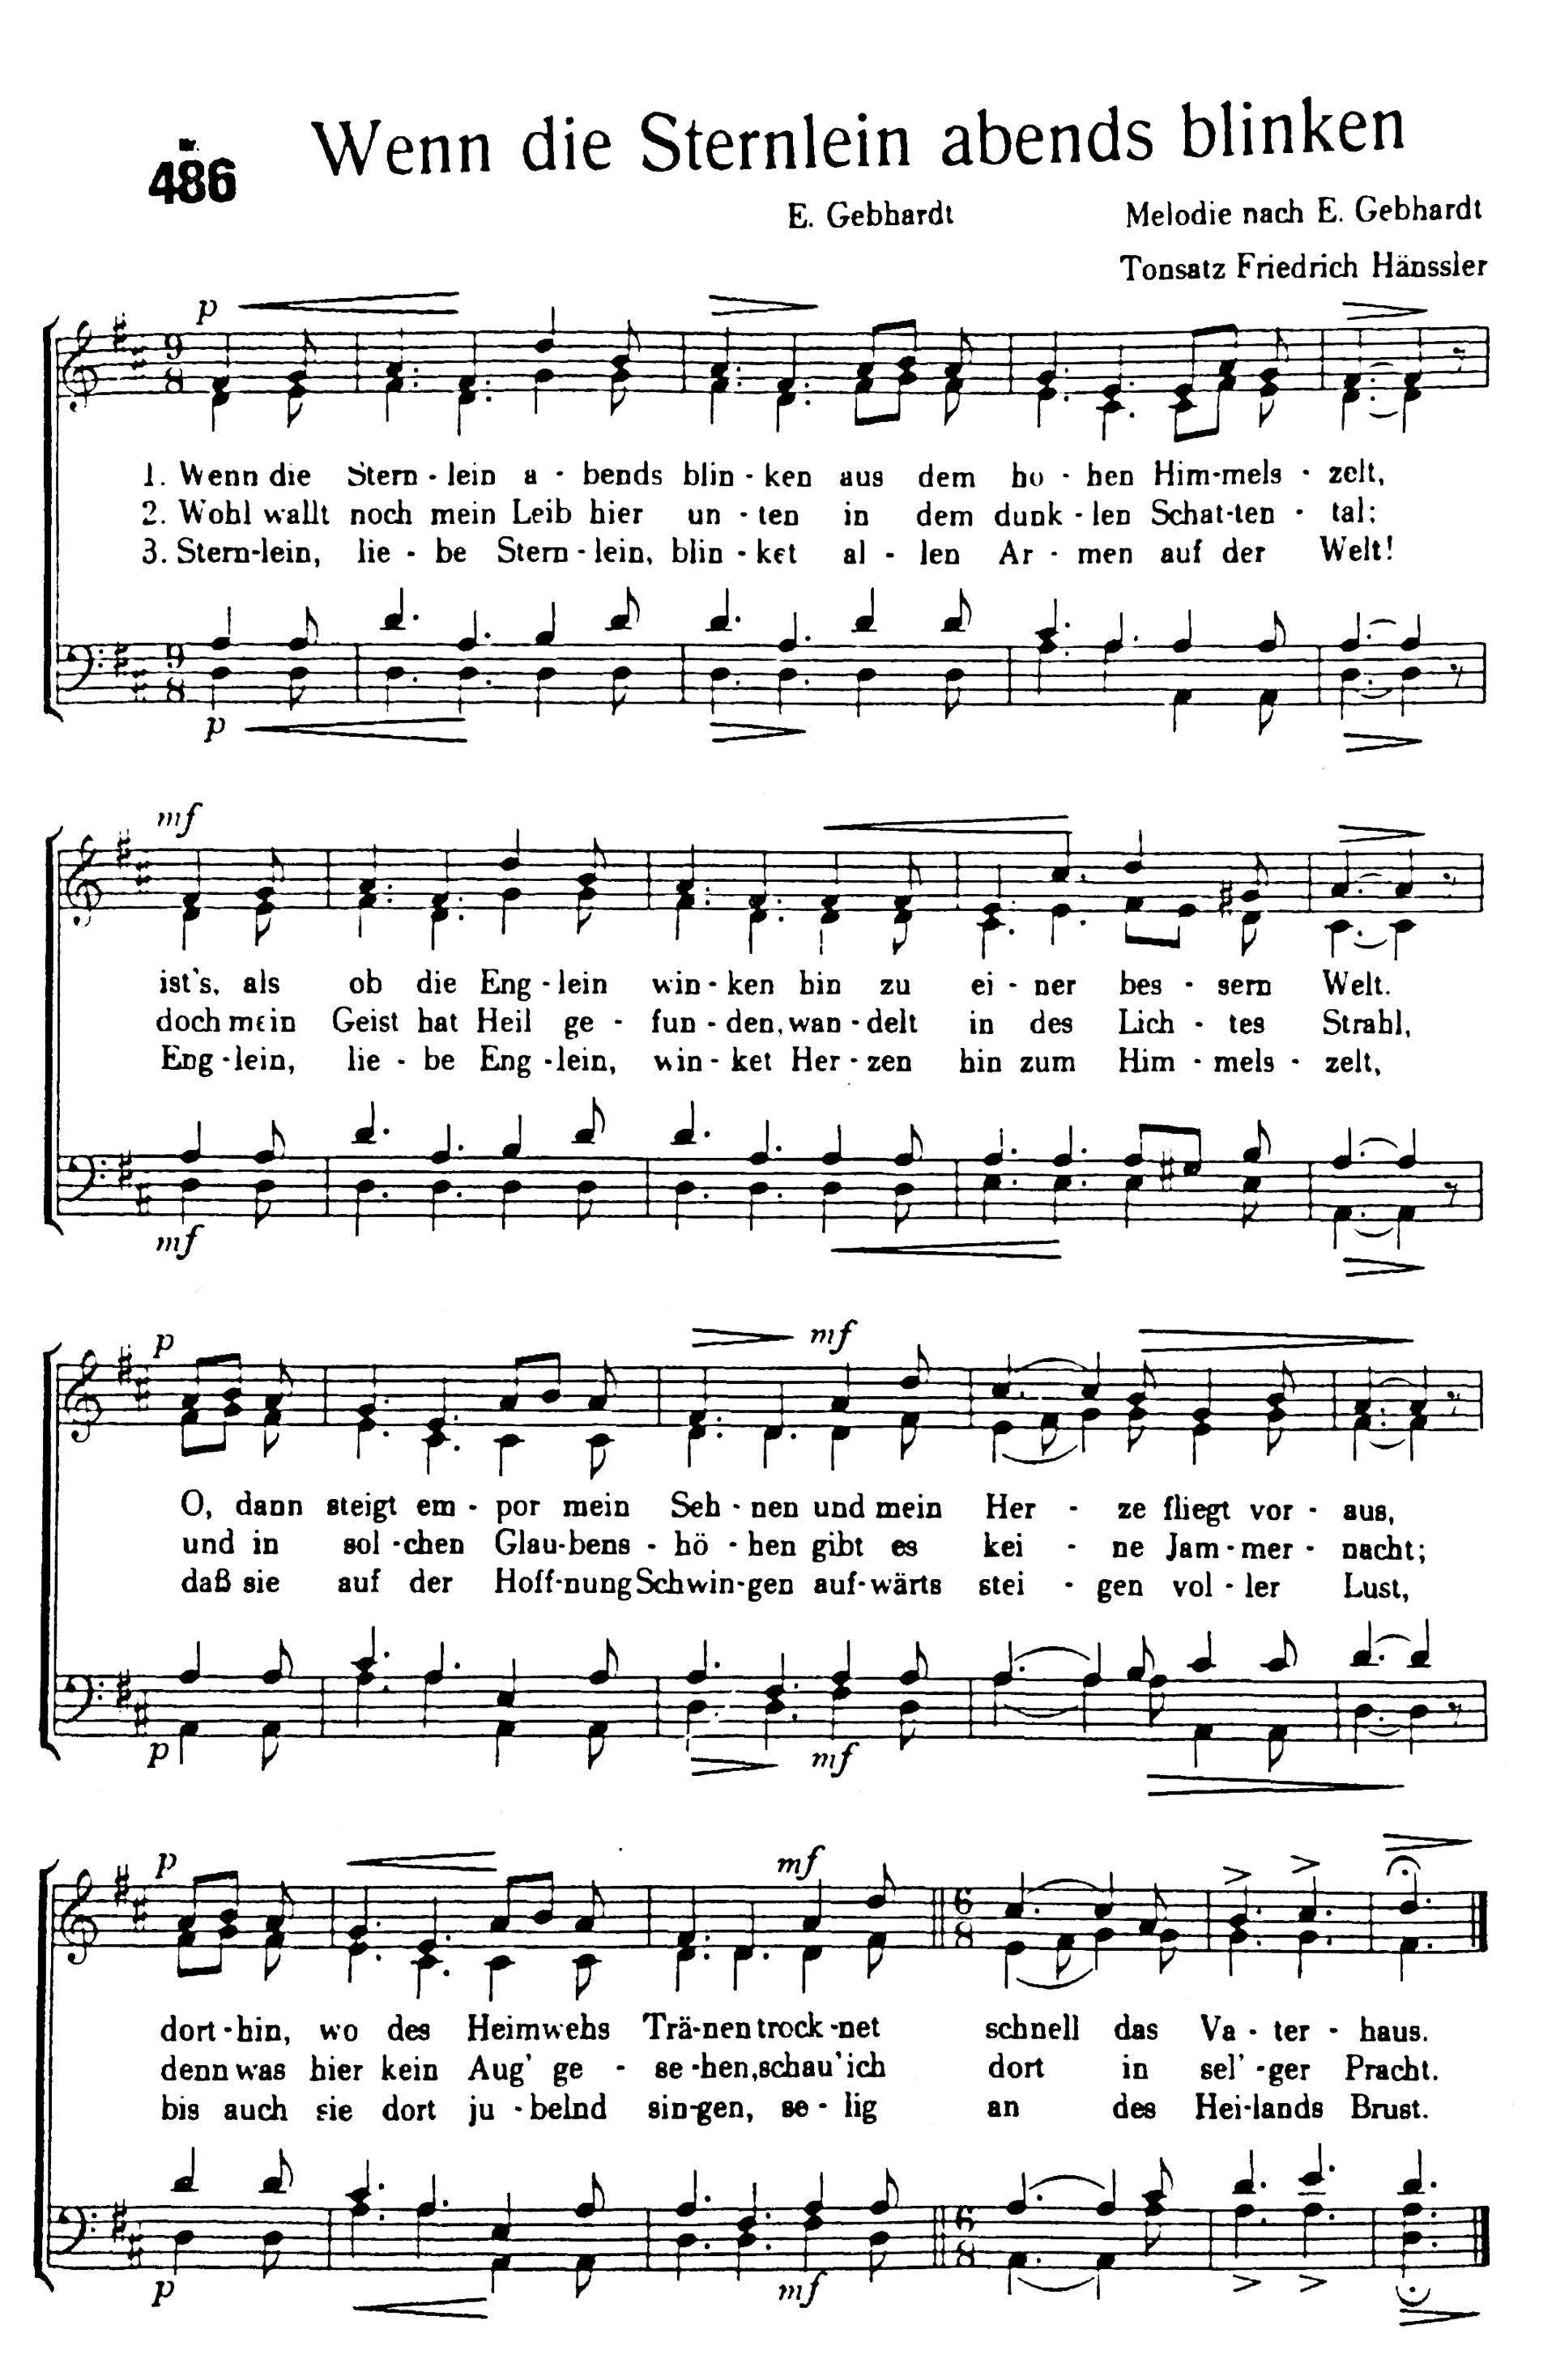 486
Wenn die Sternlein abends blinken
E. Gebhardt
Melodie nach E. Gebhardt
Tonsatz Friedrich Hänssler
p
9
8
1. Wenn die Stern - lein a - bends blin - ken aus dem ho - hen Him-mels - zelt,
2. Wohl wallt noch mein Leib hier un - ten in dem dunk - len Schat-ten - tal;
3. Stern-lein, lie - be Stern - lein, blin - ket al - len Ar - men auf der Welt!
9
8
p
mf
ist's, als ob die Eng - lein win - ken hin zu ei - ner bes - sern Welt.
doch mein Geist hat Heil ge - fun - den, wan - delt in des Lich - tes Strahl,
Eng - lein, lie - be Eng - lein, win - ket Her - zen hin zum Him - mels - zelt,
mf
p mf
O, dann steigt em - por mein Seh - nen und mein Her - ze fliegt vor - aus,
und in sol - chen Glau-bens - hö - hen gibt es kei - ne Jam - mer - nacht;
daß sie auf der Hoff-nung Schwin-gen auf-wärts stei - gen vol - ler Lust,
p mf
p mf
6
8
dort - hin, wo des Heimwehs Trä-nen trock - net schnell das Va - ter - haus.
denn was hier kein Aug' ge - se - hen, schau' ich dort in sel' - ger Pracht.
bis auch sie dort ju - belnd sin-gen, se - lig an des Hei-lands Brust.
6
8
p mf